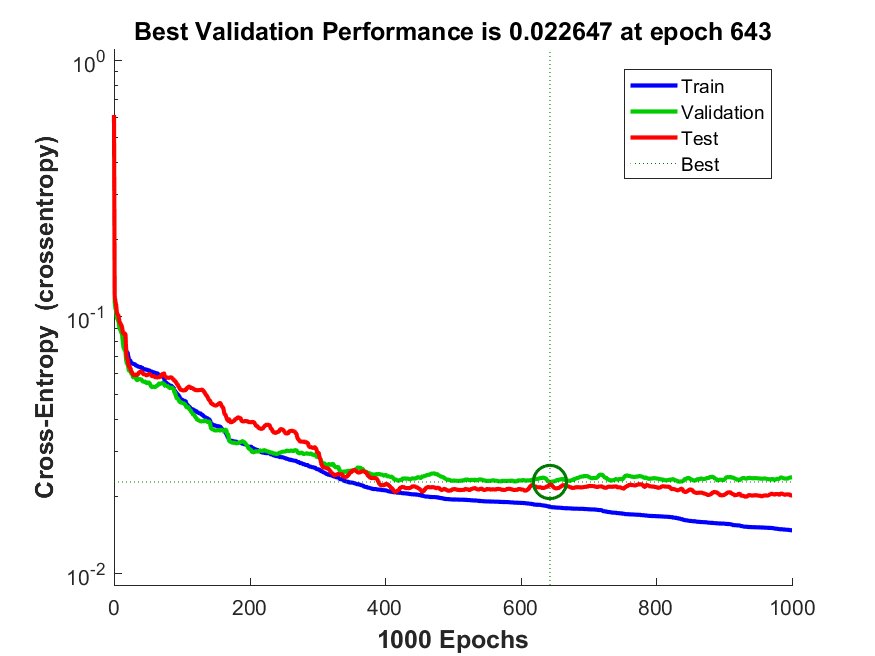 Best Validation Performance is 0.022647 at epoch 643
10^0
10^-1
10^-2
Cross-Entropy (crossentropy)
Train
Validation
Test
Best
0 200 400 600 800 1000
1000 Epochs